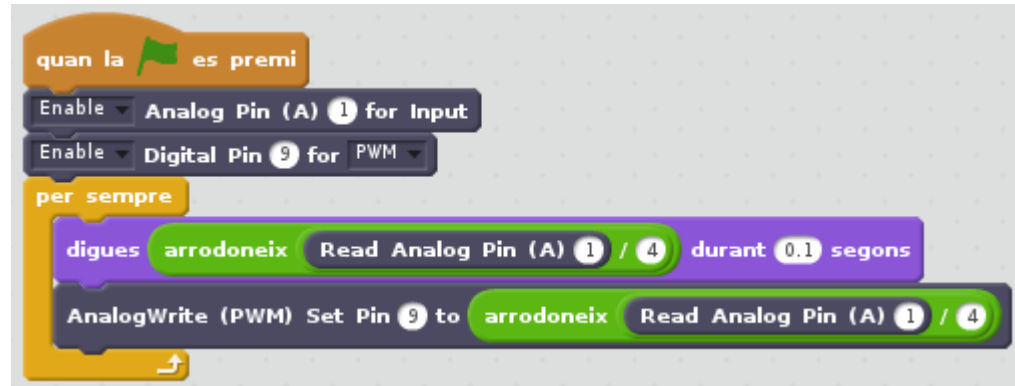 quan la es premi
Enable Analog Pin (A) 1 for Input
Enable Digital Pin 9 for PWM
per sempre
digues arrodoneix Read Analog Pin (A) 1 / 4 durant 0.1 segons
AnalogWrite (PWM) Set Pin 9 to arrodoneix Read Analog Pin (A) 1 / 4